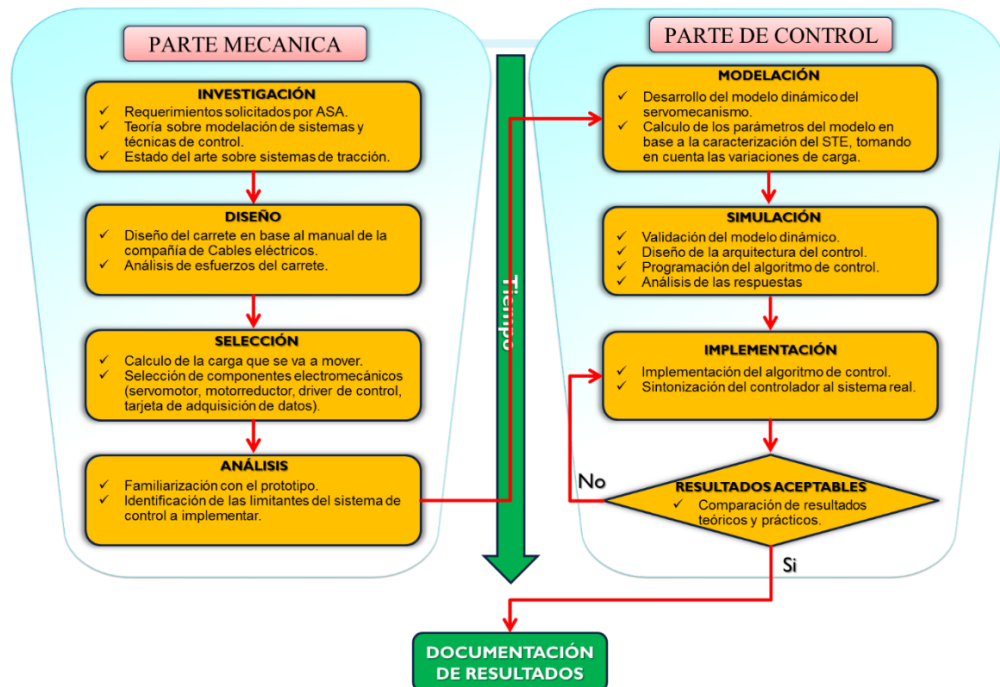 PARTE MECANICA
INVESTIGACIÓN
✓ Requerimientos solicitados por ASA.
✓ Teoría sobre modelación de sistemas y
técnicas de control.
✓ Estado del arte sobre sistemas de tracción.
DISEÑO
✓ Diseño del carrete en base al manual de la
compañía de Cables eléctricos.
✓ Análisis de esfuerzos del carrete.
SELECCIÓN
✓ Calculo de la carga que se va a mover.
✓ Selección de componentes electromecánicos
(servomotor, motorreductor, driver de control,
tarjeta de adquisición de datos).
ANÁLISIS
✓ Familiarización con el prototipo.
✓ Identificación de las limitantes del sistema de
control a implementar.
Tiempo
PARTE DE CONTROL
MODELACIÓN
✓ Desarrollo del modelo dinámico del
servomecanismo.
✓ Calculo de los parámetros del modelo en
base a la caracterización del STE, tomando
en cuenta las variaciones de carga.
SIMULACIÓN
✓ Validación del modelo dinámico.
✓ Diseño de la arquitectura del control.
✓ Programación del algoritmo de control.
✓ Análisis de las respuestas
IMPLEMENTACIÓN
✓ Implementación del algoritmo de control.
✓ Sintonización del controlador al sistema real.
No
RESULTADOS ACEPTABLES
✓ Comparación de resultados
teóricos y prácticos.
Si
DOCUMENTACIÓN
DE RESULTADOS